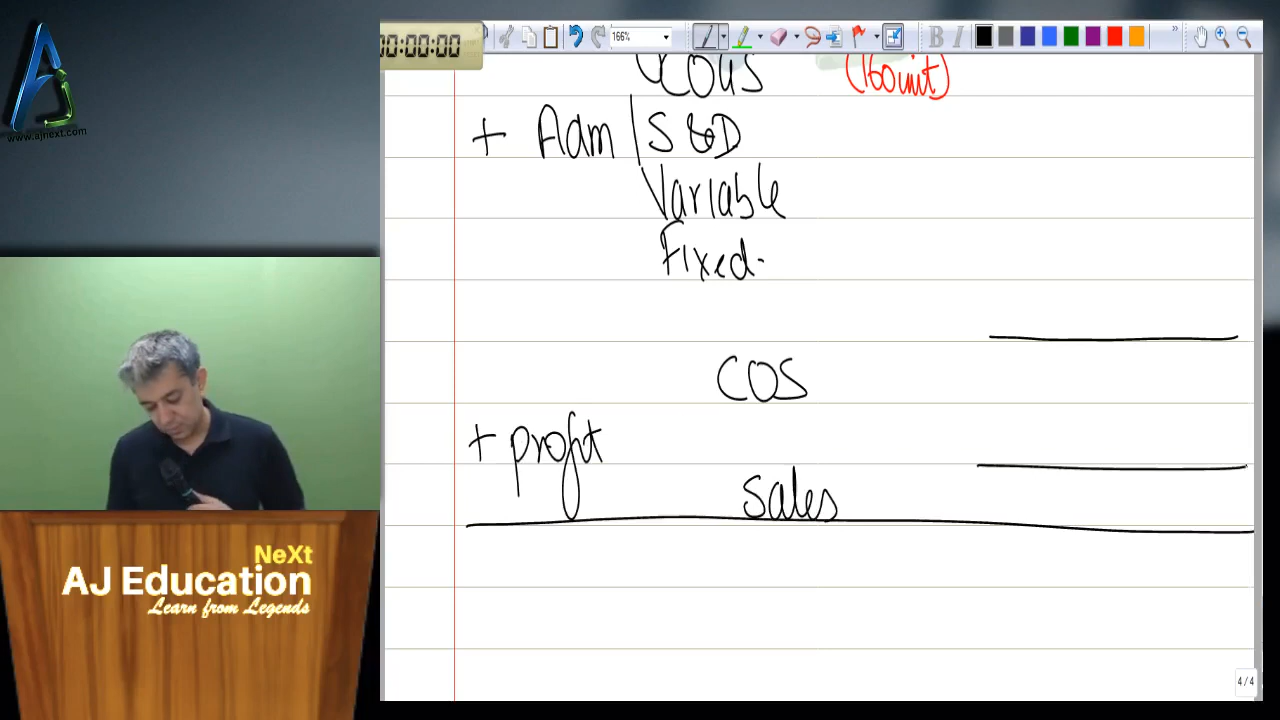 00:00:00
166%
B I
www.ajnext.com
COGS (160 unit)
+ Adm / S&D
Variable
Fixed.
COS
+ profit
Sales
NeXt
AJ Education
Learn from Legends
4/4